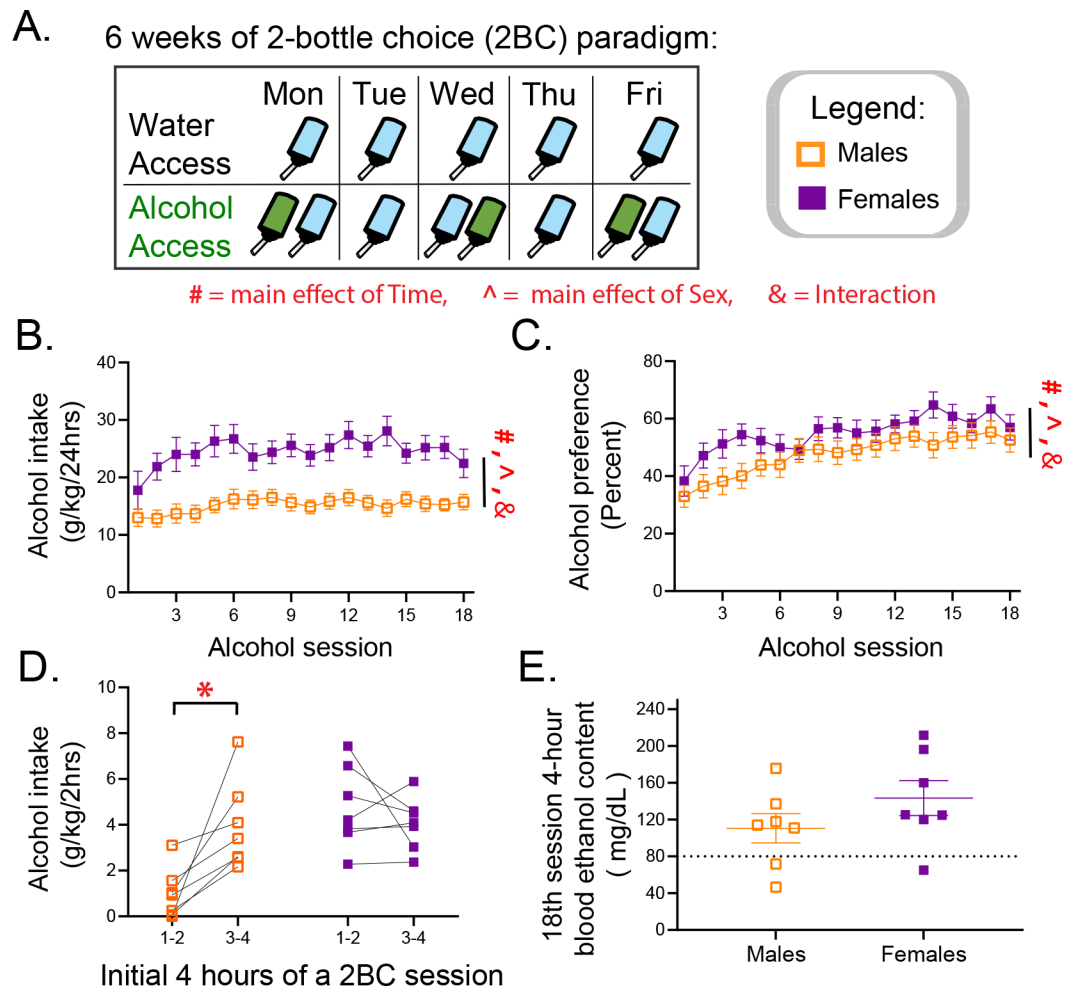 A.
6 weeks of 2-bottle choice (2BC) paradigm:
Mon Tue Wed Thu Fri
Water
Access
Alcohol
Access
Legend:
Males
Females
# = main effect of Time, ^ = main effect of Sex, & = Interaction
B.
Alcohol intake
(g/kg/24hrs)
40
30
20
10
0
3 6 9 12 15 18
Alcohol session
#, ^, &
C.
Alcohol preference
(Percent)
80
60
40
20
0
3 6 9 12 15 18
Alcohol session
#, ^, &
D.
Alcohol intake
(g/kg/2hrs)
10
8
6
4
2
0
*
1-2 3-4 1-2 3-4
Initial 4 hours of a 2BC session
E.
18th session 4-hour
blood ethanol content
( mg/dL )
240
200
160
120
80
40
0
Males Females